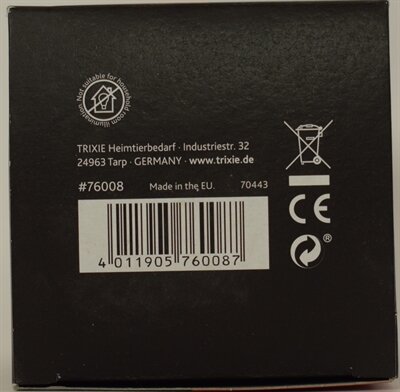 Not suitable for household room illumination
TRIXIE Heimtierbedarf · Industriestr. 32
24963 Tarp · GERMANY · www.trixie.de
#76008 Made in the EU. 70443
4 011905 760087
CE
®